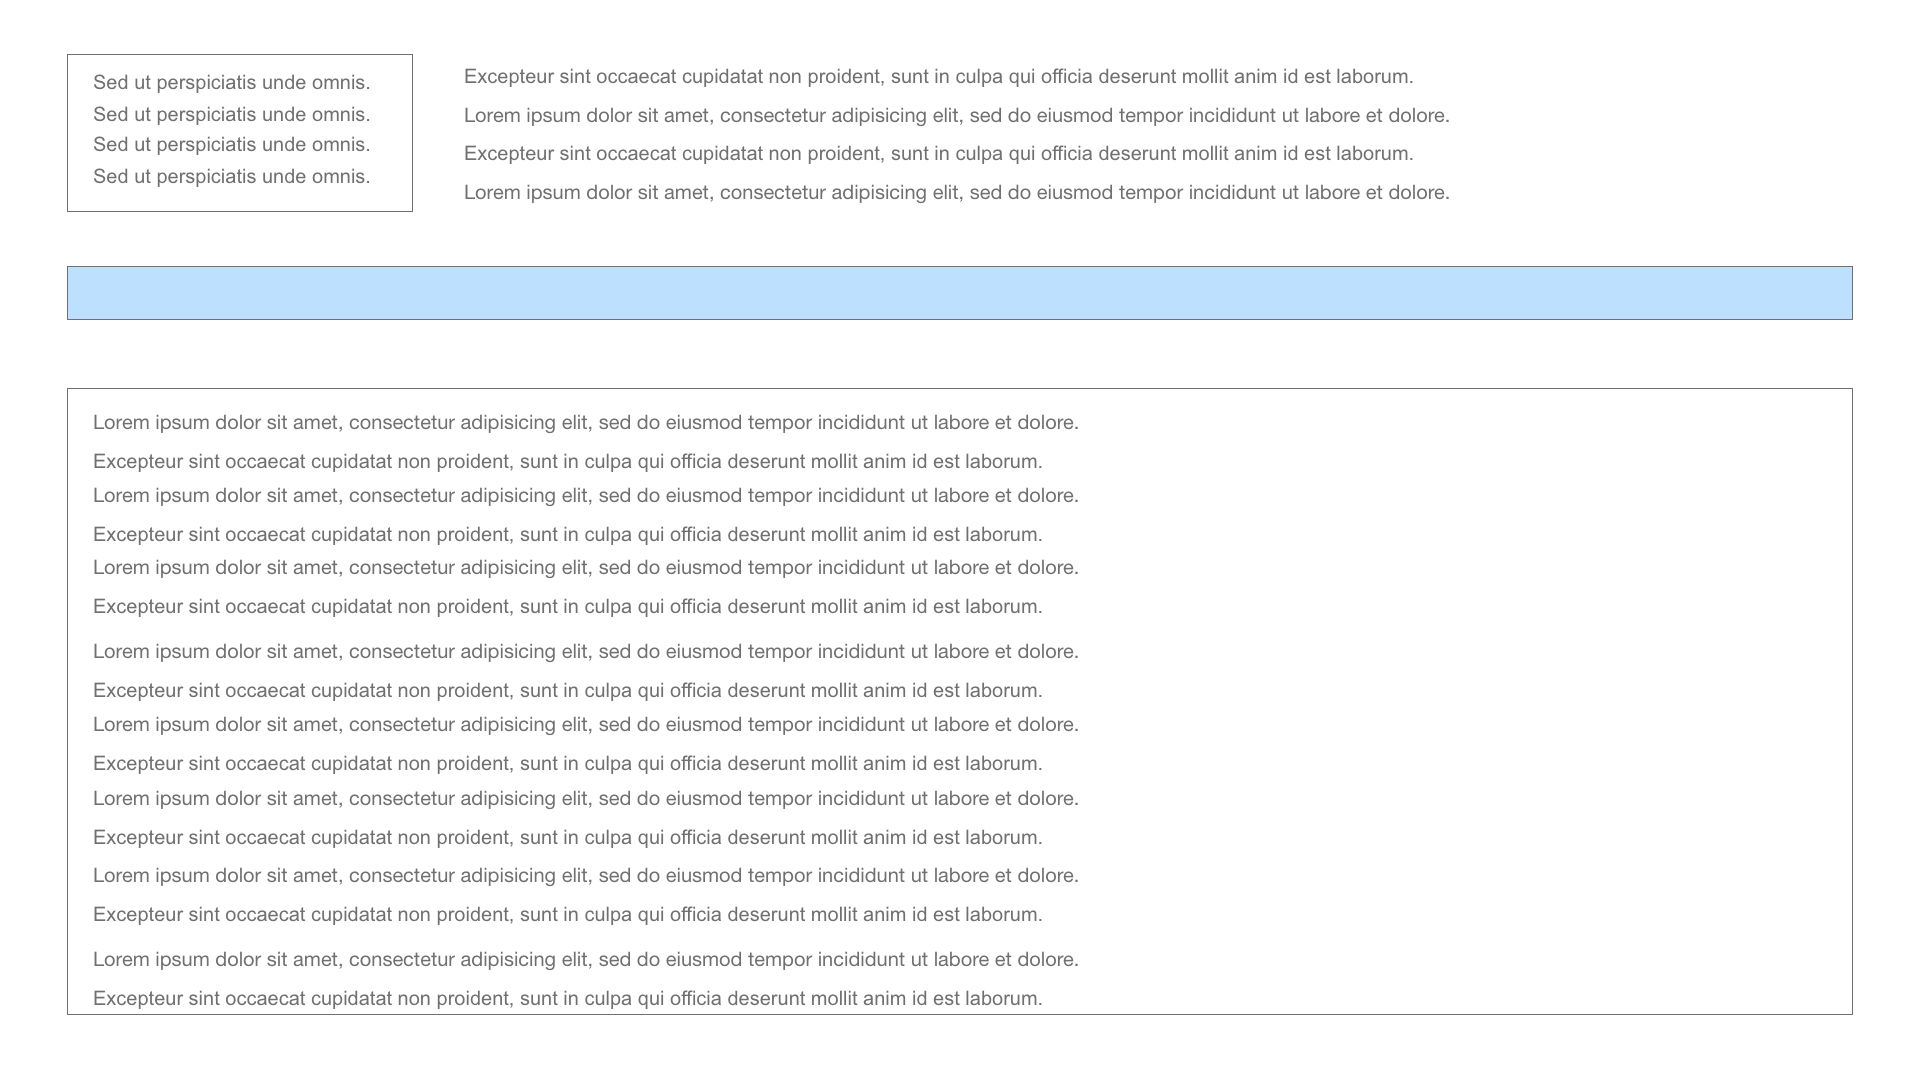 Sed ut perspiciatis unde omnis.
Sed ut perspiciatis unde omnis.
Sed ut perspiciatis unde omnis.
Sed ut perspiciatis unde omnis.
Excepteur sint occaecat cupidatat non proident, sunt in culpa qui officia deserunt mollit anim id est laborum.
Lorem ipsum dolor sit amet, consectetur adipisicing elit, sed do eiusmod tempor incididunt ut labore et dolore.
Excepteur sint occaecat cupidatat non proident, sunt in culpa qui officia deserunt mollit anim id est laborum.
Lorem ipsum dolor sit amet, consectetur adipisicing elit, sed do eiusmod tempor incididunt ut labore et dolore.
Lorem ipsum dolor sit amet, consectetur adipisicing elit, sed do eiusmod tempor incididunt ut labore et dolore.
Excepteur sint occaecat cupidatat non proident, sunt in culpa qui officia deserunt mollit anim id est laborum.
Lorem ipsum dolor sit amet, consectetur adipisicing elit, sed do eiusmod tempor incididunt ut labore et dolore.
Excepteur sint occaecat cupidatat non proident, sunt in culpa qui officia deserunt mollit anim id est laborum.
Lorem ipsum dolor sit amet, consectetur adipisicing elit, sed do eiusmod tempor incididunt ut labore et dolore.
Excepteur sint occaecat cupidatat non proident, sunt in culpa qui officia deserunt mollit anim id est laborum.
Lorem ipsum dolor sit amet, consectetur adipisicing elit, sed do eiusmod tempor incididunt ut labore et dolore.
Excepteur sint occaecat cupidatat non proident, sunt in culpa qui officia deserunt mollit anim id est laborum.
Lorem ipsum dolor sit amet, consectetur adipisicing elit, sed do eiusmod tempor incididunt ut labore et dolore.
Excepteur sint occaecat cupidatat non proident, sunt in culpa qui officia deserunt mollit anim id est laborum.
Lorem ipsum dolor sit amet, consectetur adipisicing elit, sed do eiusmod tempor incididunt ut labore et dolore.
Excepteur sint occaecat cupidatat non proident, sunt in culpa qui officia deserunt mollit anim id est laborum.
Lorem ipsum dolor sit amet, consectetur adipisicing elit, sed do eiusmod tempor incididunt ut labore et dolore.
Excepteur sint occaecat cupidatat non proident, sunt in culpa qui officia deserunt mollit anim id est laborum.
Lorem ipsum dolor sit amet, consectetur adipisicing elit, sed do eiusmod tempor incididunt ut labore et dolore.
Excepteur sint occaecat cupidatat non proident, sunt in culpa qui officia deserunt mollit anim id est laborum.